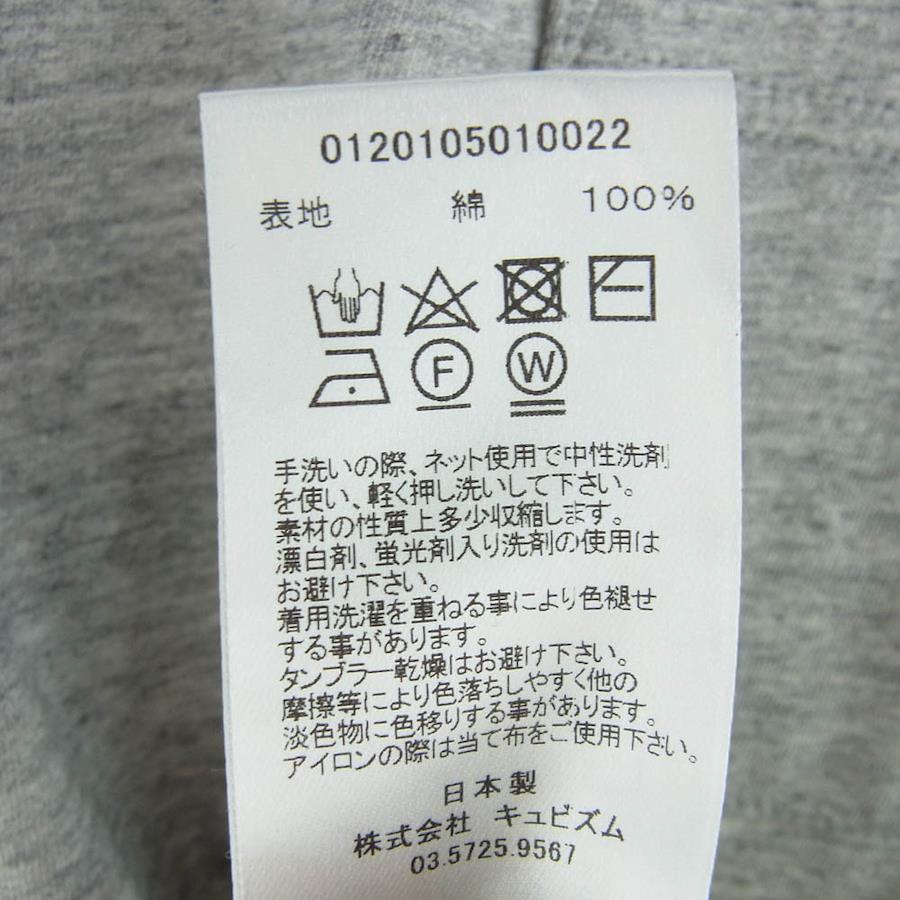 0120105010022
表地 綿 100%
F W
手洗いの際、ネット使用で中性洗剤
を使い、軽く押し洗いして下さい。
素材の性質上多少収縮します。
漂白剤、蛍光剤入り洗剤の使用は
お避け下さい。
着用洗濯を重ねる事により色褪せ
する事があります。
タンブラー乾燥はお避け下さい。
摩擦等により色落ちしやすく他の
淡色物に色移りする事があります。
アイロンの際は当て布をご使用下さい。
日本製
株式会社 キュビズム
03.5725.9567